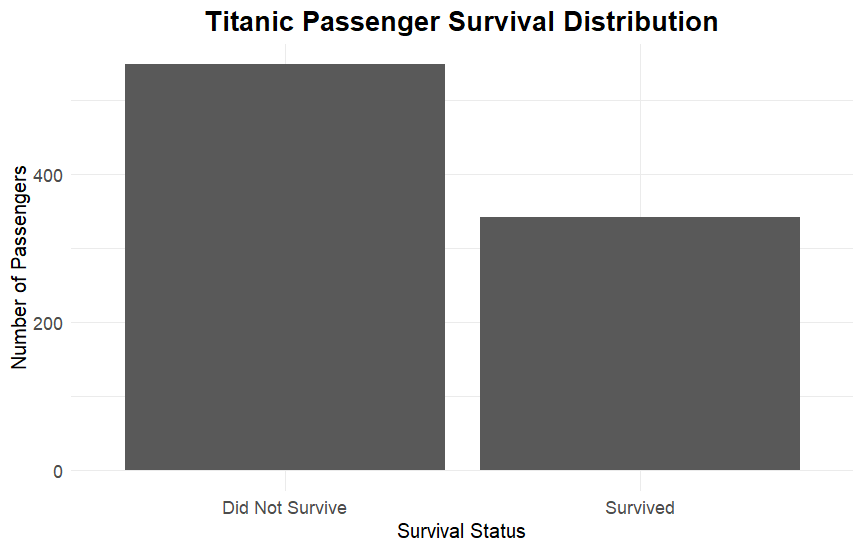 Titanic Passenger Survival Distribution
Number of Passengers
400
200
0
Did Not Survive
Survived
Survival Status